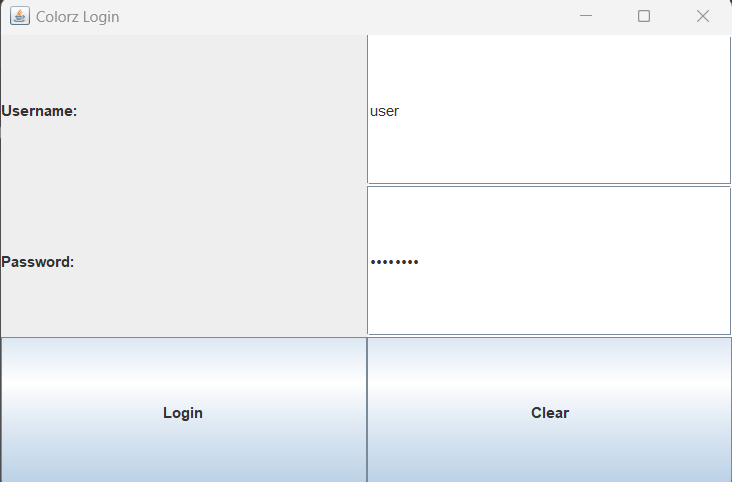 Colorz Login
Username:
user
Password:
••••••••
Login
Clear